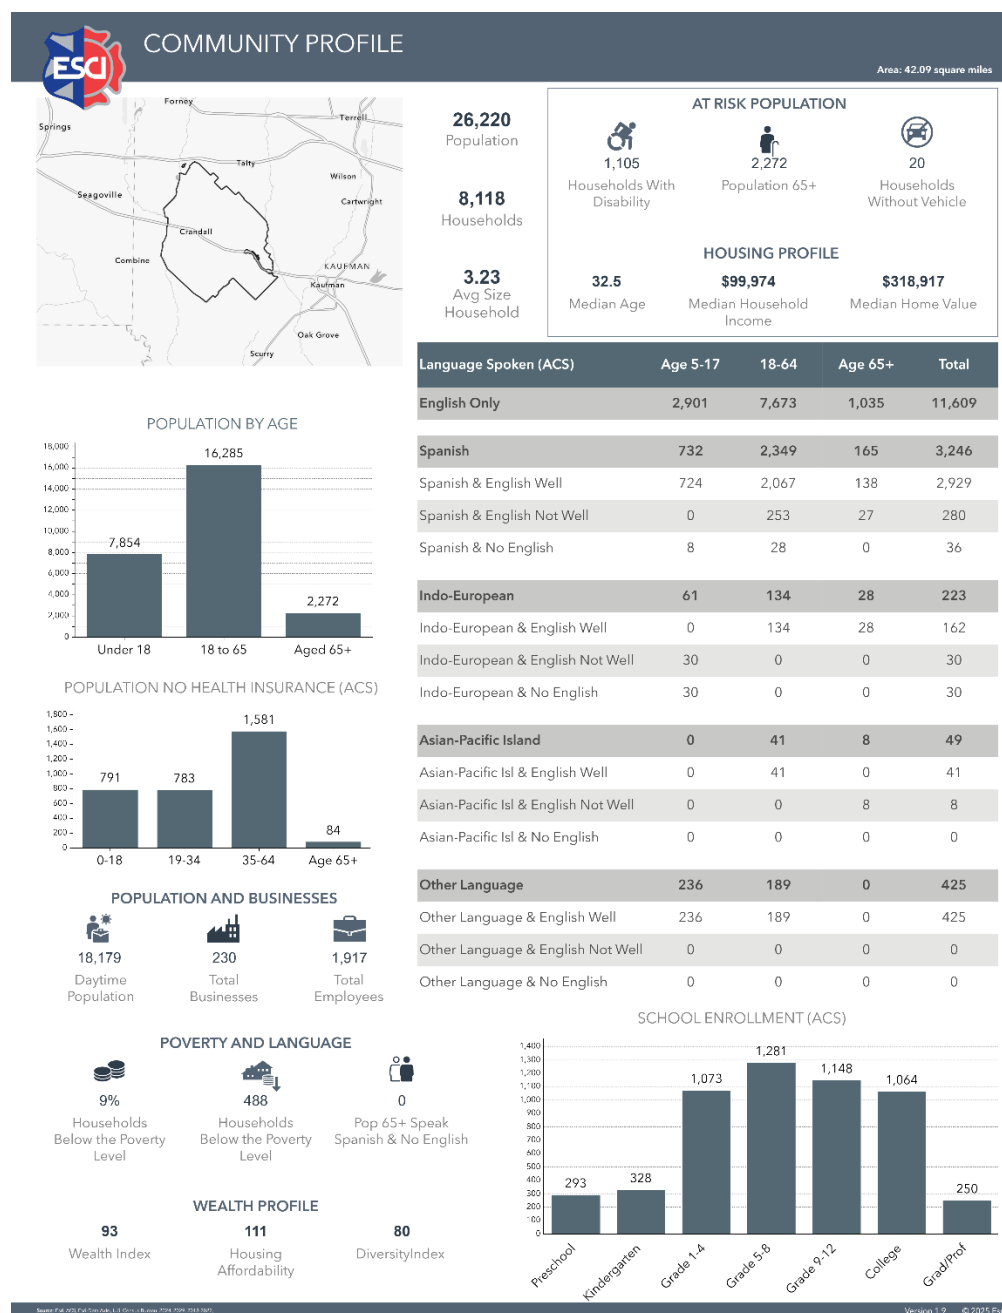 ESCI
COMMUNITY PROFILE
Area: 42.09 square miles
Forney
Terrell
Springs
Talty
Wilson
Seagoville
Cartwright
Crandall
Combine
KAUFMAN
Kaufman
Oak Grove
Scurry
26,220
Population
8,118
Households
3.23
Avg Size
Household
AT RISK POPULATION
1,105 2,272 20
Households With Population 65+ Households
Disability Without Vehicle
HOUSING PROFILE
32.5 $99,974 $318,917
Median Age Median Household Median Home Value
Income
Language Spoken (ACS) Age 5-17 18-64 Age 65+ Total
English Only 2,901 7,673 1,035 11,609
Spanish 732 2,349 165 3,246
Spanish & English Well 724 2,067 138 2,929
Spanish & English Not Well 0 253 27 280
Spanish & No English 8 28 0 36
Indo-European 61 134 28 223
Indo-European & English Well 0 134 28 162
Indo-European & English Not Well 30 0 0 30
Indo-European & No English 30 0 0 30
Asian-Pacific Island 0 41 8 49
Asian-Pacific Isl & English Well 0 41 0 41
Asian-Pacific Isl & English Not Well 0 0 8 8
Asian-Pacific Isl & No English 0 0 0 0
Other Language 236 189 0 425
Other Language & English Well 236 189 0 425
Other Language & English Not Well 0 0 0 0
Other Language & No English 0 0 0 0
POPULATION BY AGE
18,000
16,000
14,000
12,000
10,000
8,000
6,000
4,000
2,000
0
7,854
16,285
2,272
Under 18 18 to 65 Aged 65+
POPULATION NO HEALTH INSURANCE (ACS)
1,800
1,600
1,400
1,200
1,000
800
600
400
200
0
791
783
1,581
84
0-18 19-34 35-64 Age 65+
POPULATION AND BUSINESSES
18,179 230 1,917
Daytime Total Total
Population Businesses Employees
POVERTY AND LANGUAGE
9% 488 0
Households Households Pop 65+ Speak
Below the Poverty Below the Poverty Spanish & No English
Level Level
WEALTH PROFILE
93 111 80
Wealth Index Housing DiversityIndex
Affordability
SCHOOL ENROLLMENT (ACS)
1,400
1,300
1,200
1,100
1,000
900
800
700
600
500
400
300
200
100
0
293
328
1,073
1,281
1,148
1,064
250
Preschool Kindergarten Grade 1-4 Grade 5-8 Grade 9-12 College Grad/Prof
Version 1.9 © 2025 Es